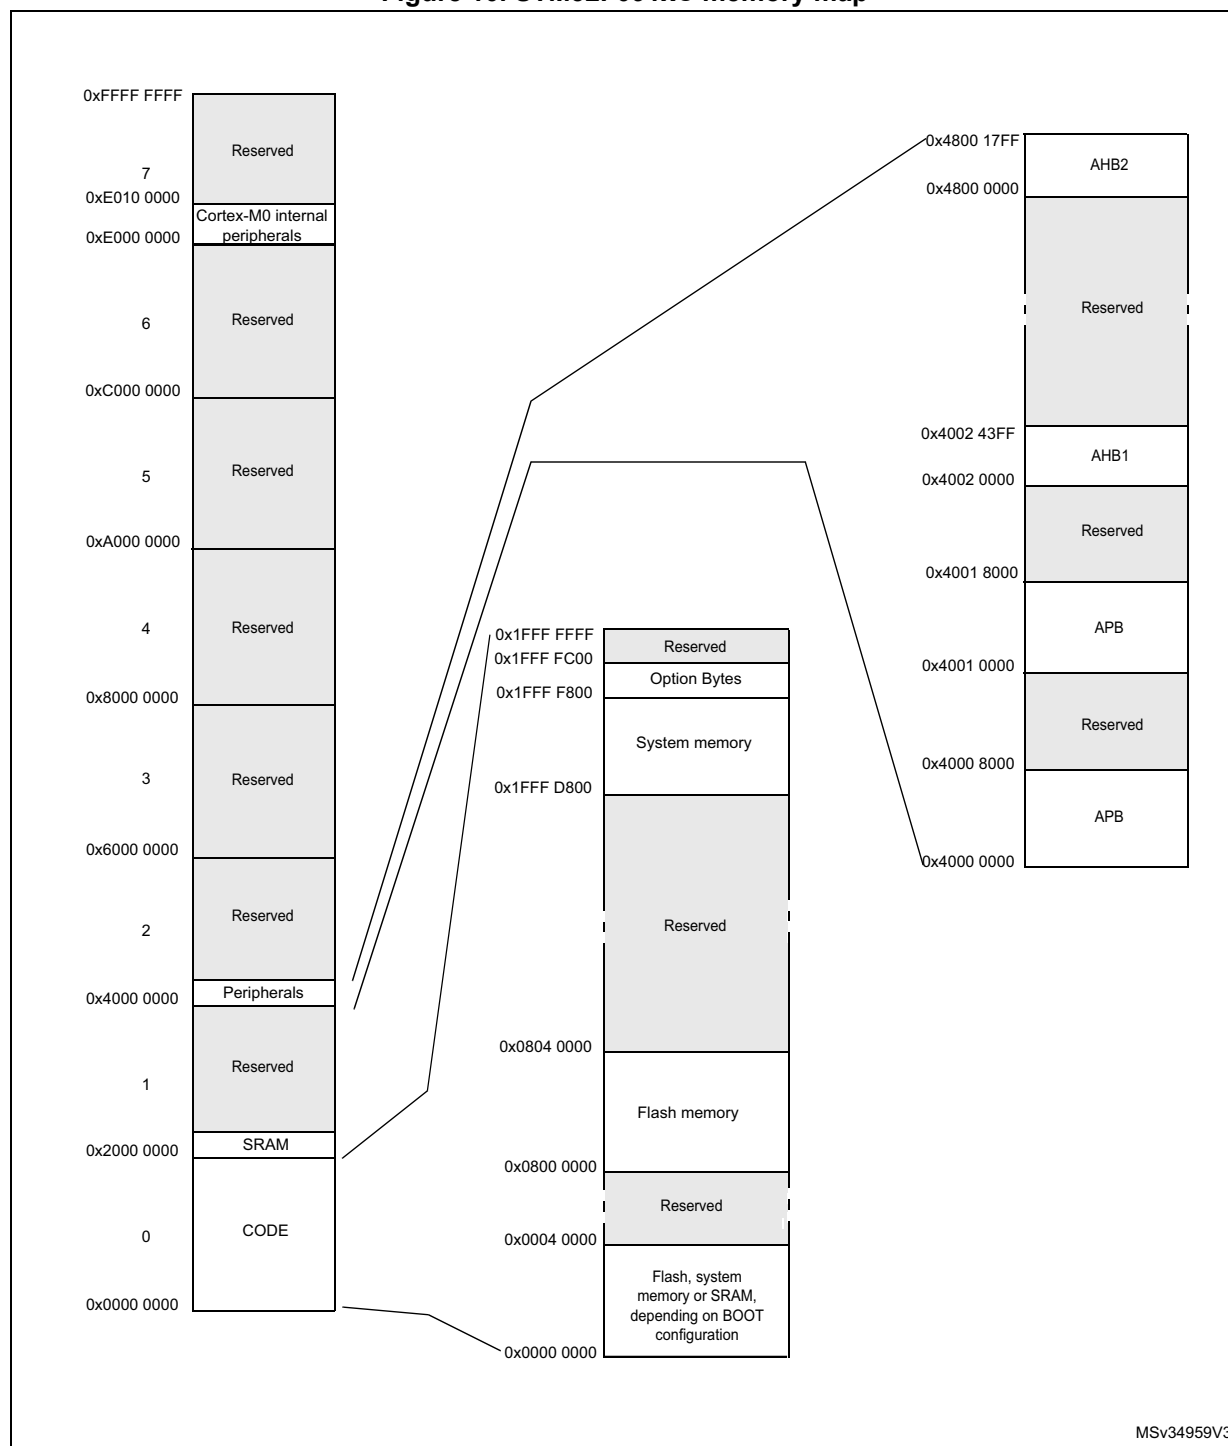 0xFFFF FFFF
Reserved
7
0xE010 0000
Cortex-M0 internal
peripherals
0xE000 0000
6
Reserved
0xC000 0000
5
Reserved
0xA000 0000
4
Reserved
0x8000 0000
3
Reserved
0x6000 0000
2
Reserved
Peripherals
0x4000 0000
Reserved
1
SRAM
0x2000 0000
CODE
0
0x0000 0000
0x1FFF FFFF
Reserved
0x1FFF FC00
Option Bytes
0x1FFF F800
System memory
0x1FFF D800
Reserved
0x0804 0000
Flash memory
0x0800 0000
Reserved
0x0004 0000
Flash, system
memory or SRAM,
depending on BOOT
configuration
0x0000 0000
0x4800 17FF
AHB2
0x4800 0000
Reserved
0x4002 43FF
AHB1
0x4002 0000
Reserved
0x4001 8000
APB
0x4001 0000
Reserved
0x4000 8000
APB
0x4000 0000
MSv34959V3